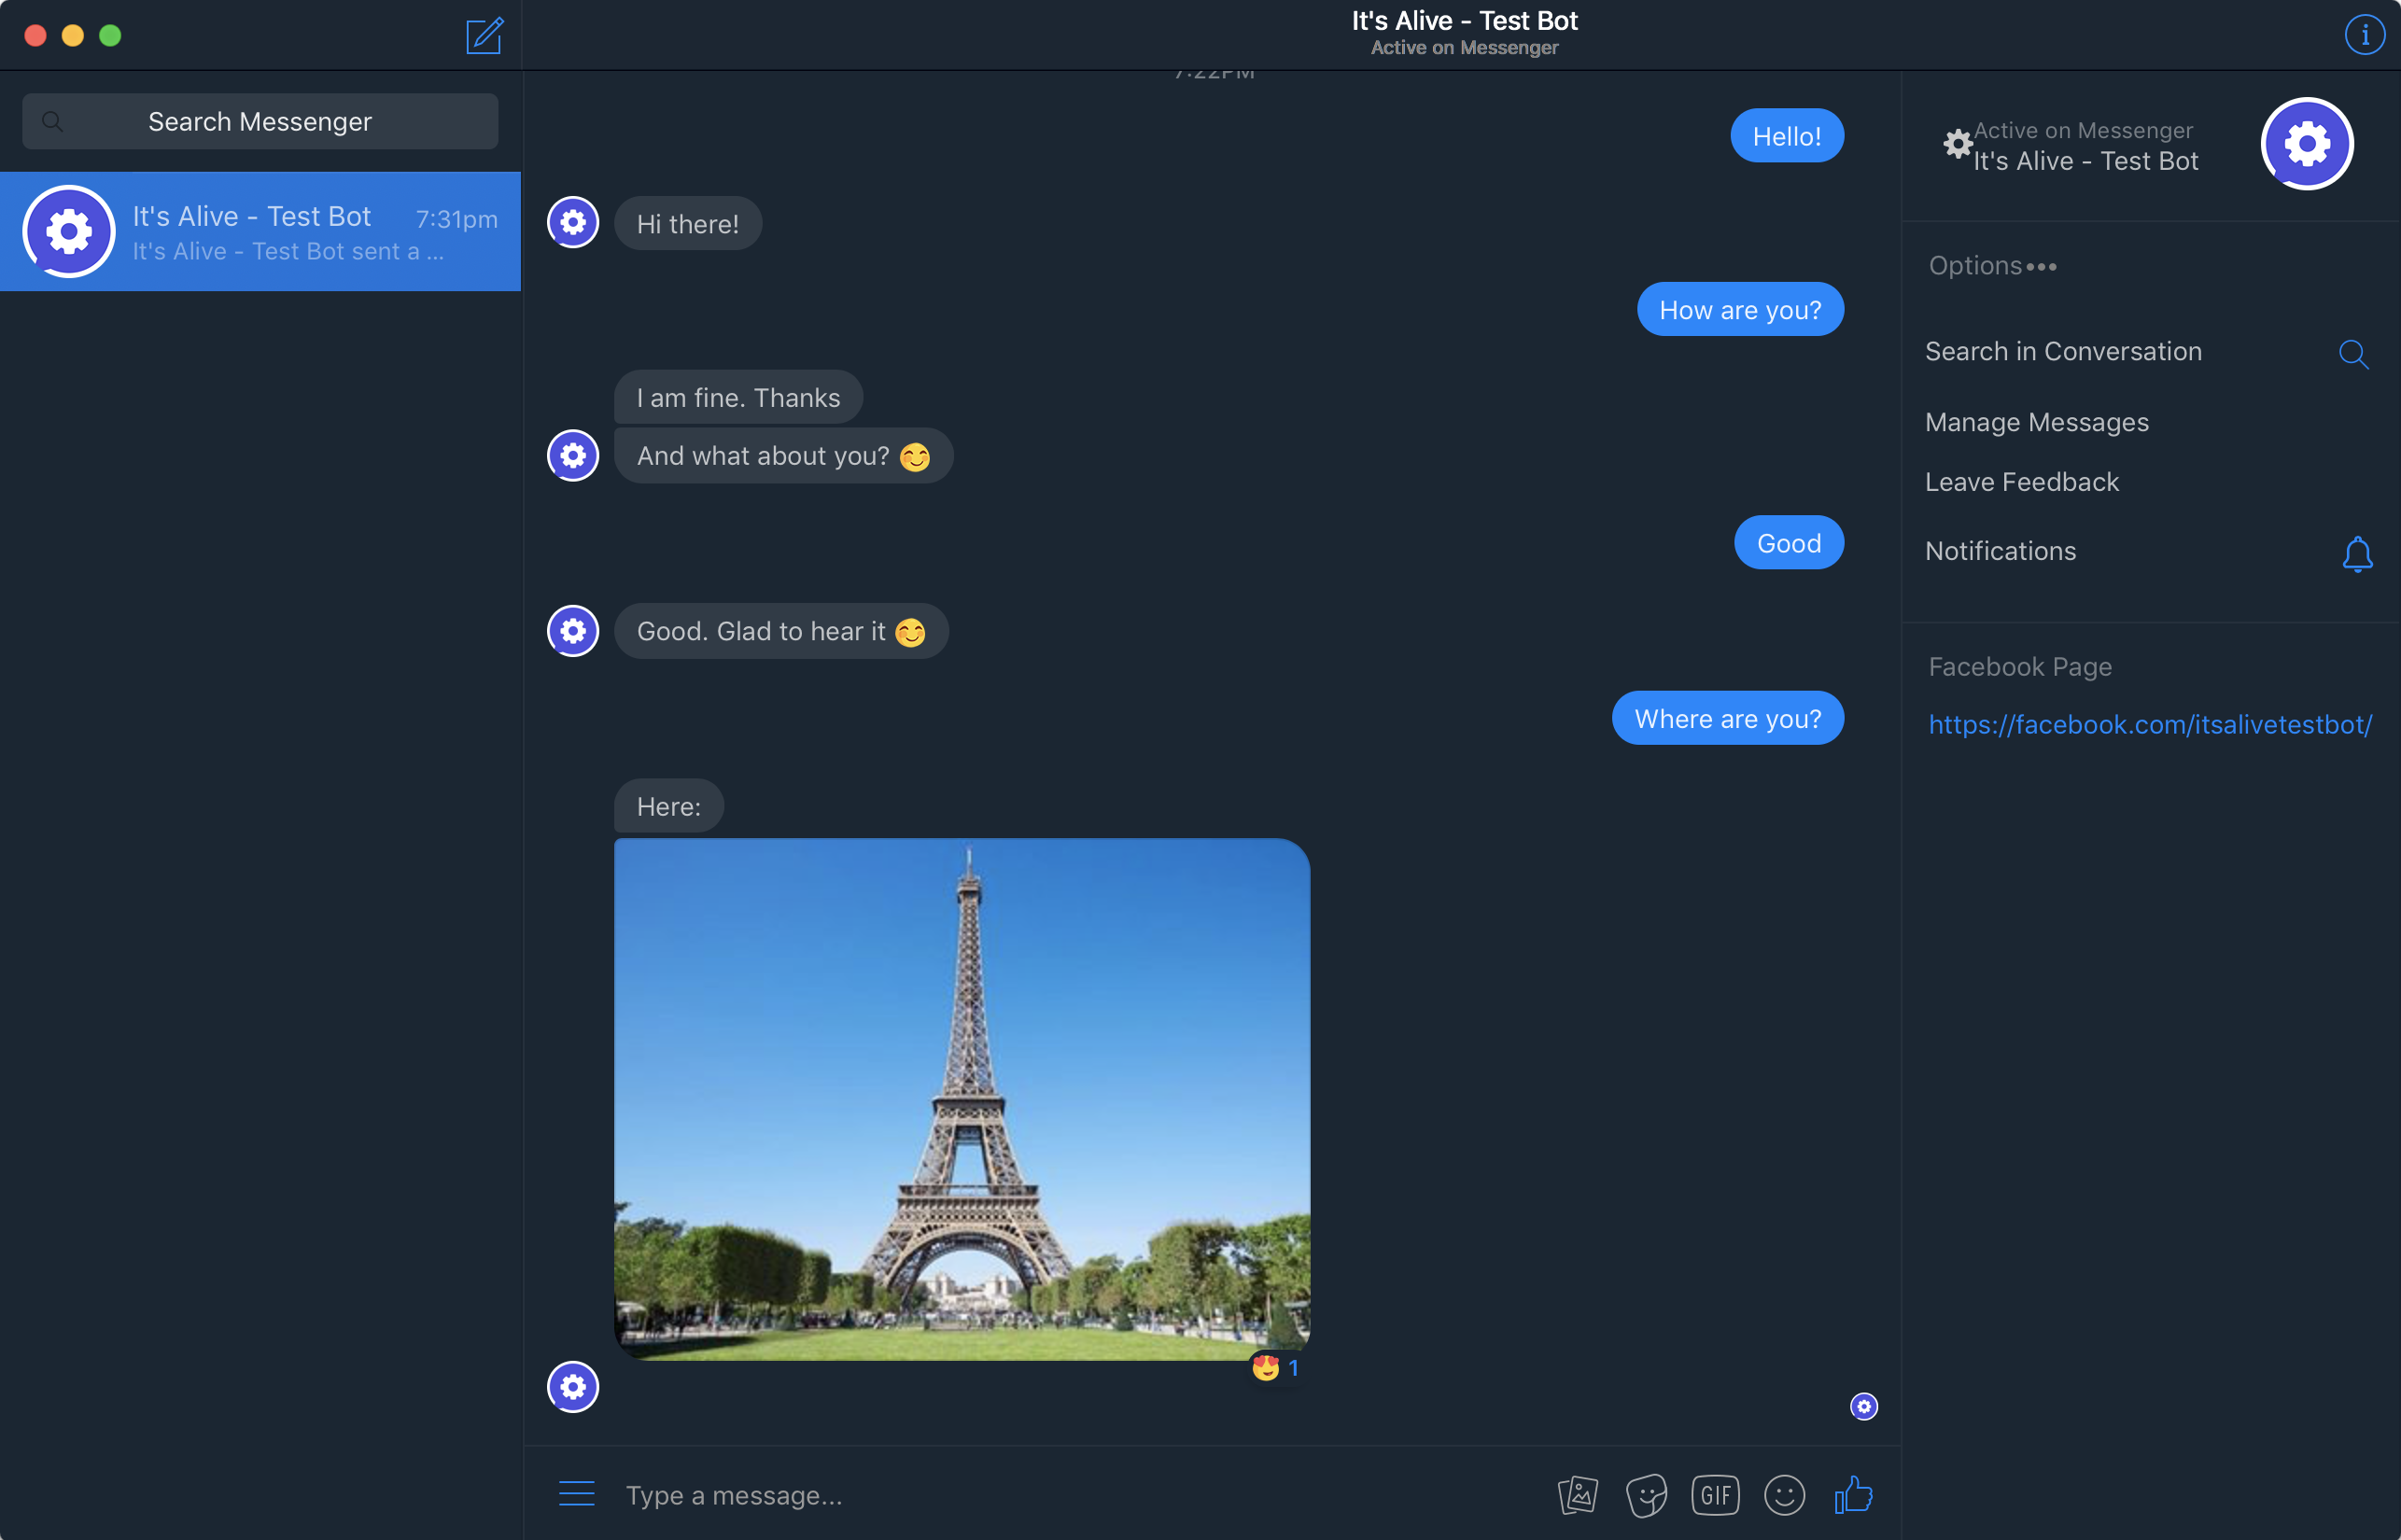 It's Alive - Test Bot
Active on Messenger
Search Messenger
It's Alive - Test Bot 7:31pm
It's Alive - Test Bot sent a ...
7:22PM
Hello!
Hi there!
How are you?
I am fine. Thanks
And what about you? 😊
Good
Good. Glad to hear it 😊
Where are you?
Here:
😍 1
Type a message...
GIF
Active on Messenger
It's Alive - Test Bot
Options•••
Search in Conversation
Manage Messages
Leave Feedback
Notifications
Facebook Page
https://facebook.com/itsalivetestbot/